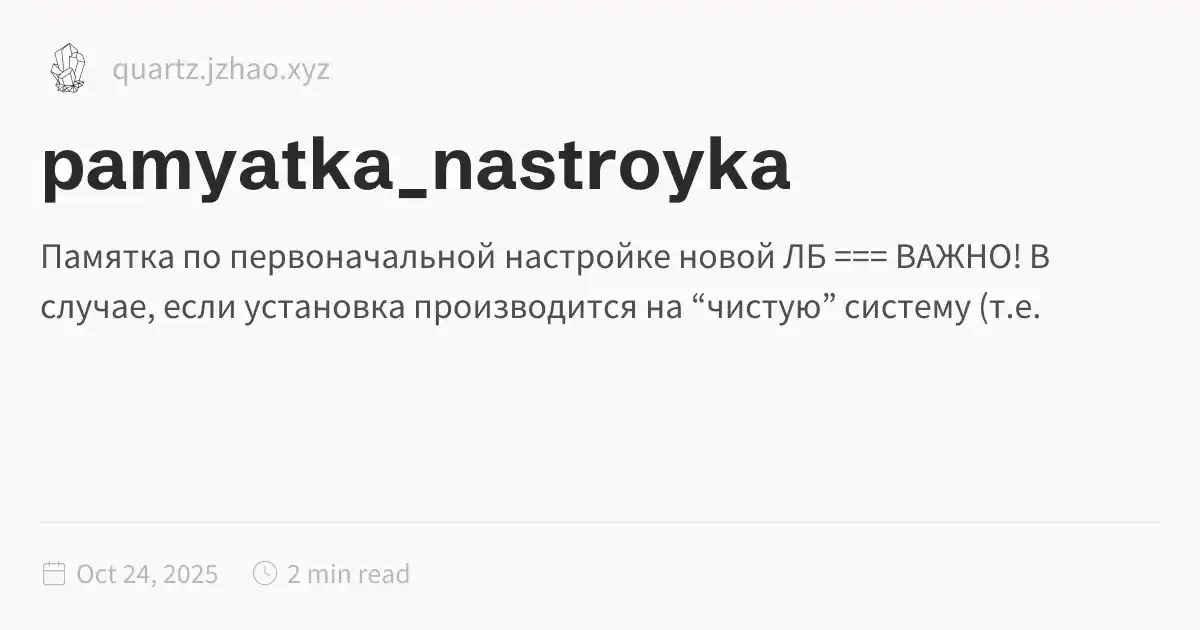 quartz.jzhao.xyz
pamyatka_nastroyka
Памятка по первоначальной настройке новой ЛБ === ВАЖНО! В
случае, если установка производится на “чистую” систему (т.е.
Oct 24, 2025 2 min read